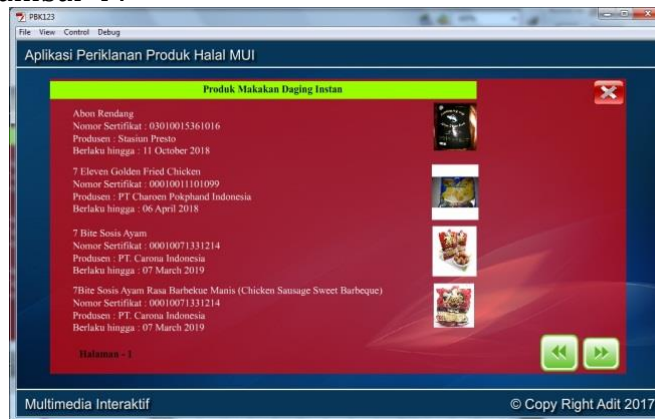 PBK123
File View Control Debug
Aplikasi Periklanan Produk Halal MUI
Produk Makakan Daging Instan
Abon Rendang
Nomor Sertifikat : 03010015361016
Produsen : Stasiun Presto
Berlaku hingga : 11 October 2018
7 Eleven Golden Fried Chicken
Nomor Sertifikat : 00010011101099
Produsen : PT Charoen Pokphand Indonesia
Berlaku hingga : 06 April 2018
7 Bite Sosis Ayam
Nomor Sertifikat : 00010071331214
Produsen : PT. Carona Indonesia
Berlaku hingga : 07 March 2019
7Bite Sosis Ayam Rasa Barbekue Manis (Chicken Sausage Sweet Barbeque)
Nomor Sertifikat : 00010071331214
Produsen : PT. Carona Indonesia
Berlaku hingga : 07 March 2019
Halaman - 1
Multimedia Interaktif
© Copy Right Adit 2017